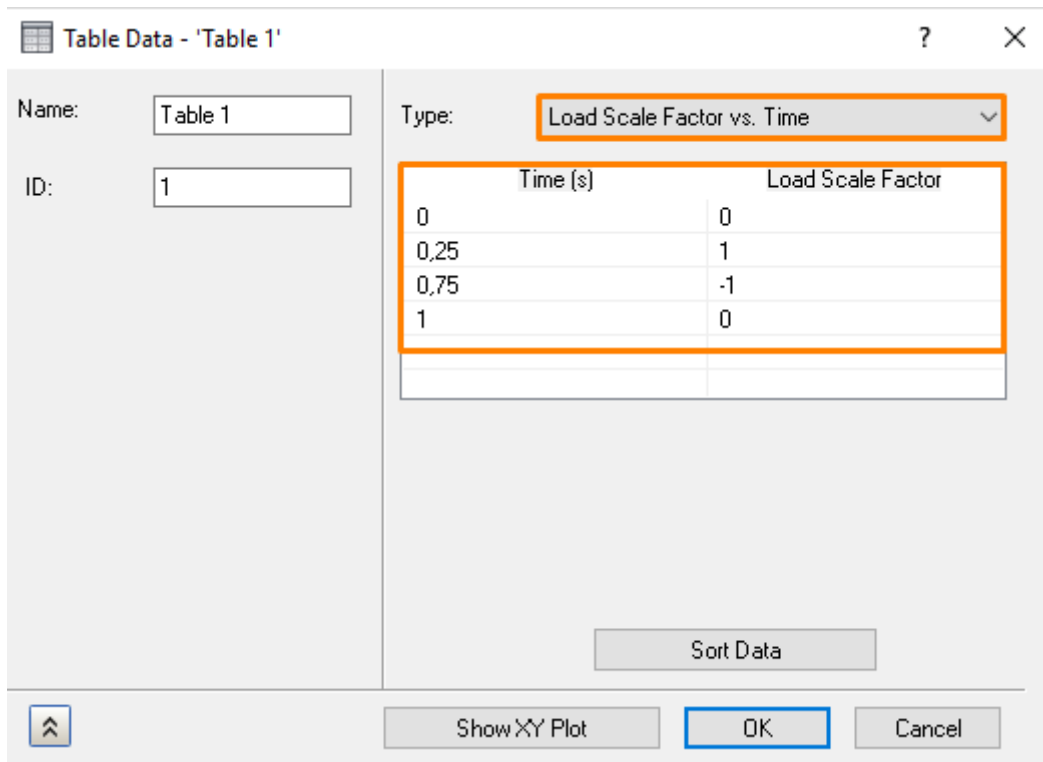 Table Data - 'Table 1'
?
Name:
Table 1
Type:
Load Scale Factor vs. Time
ID:
1
Time (s) Load Scale Factor
0 0
0,25 1
0,75 -1
1 0
Sort Data
Show XY Plot
OK
Cancel